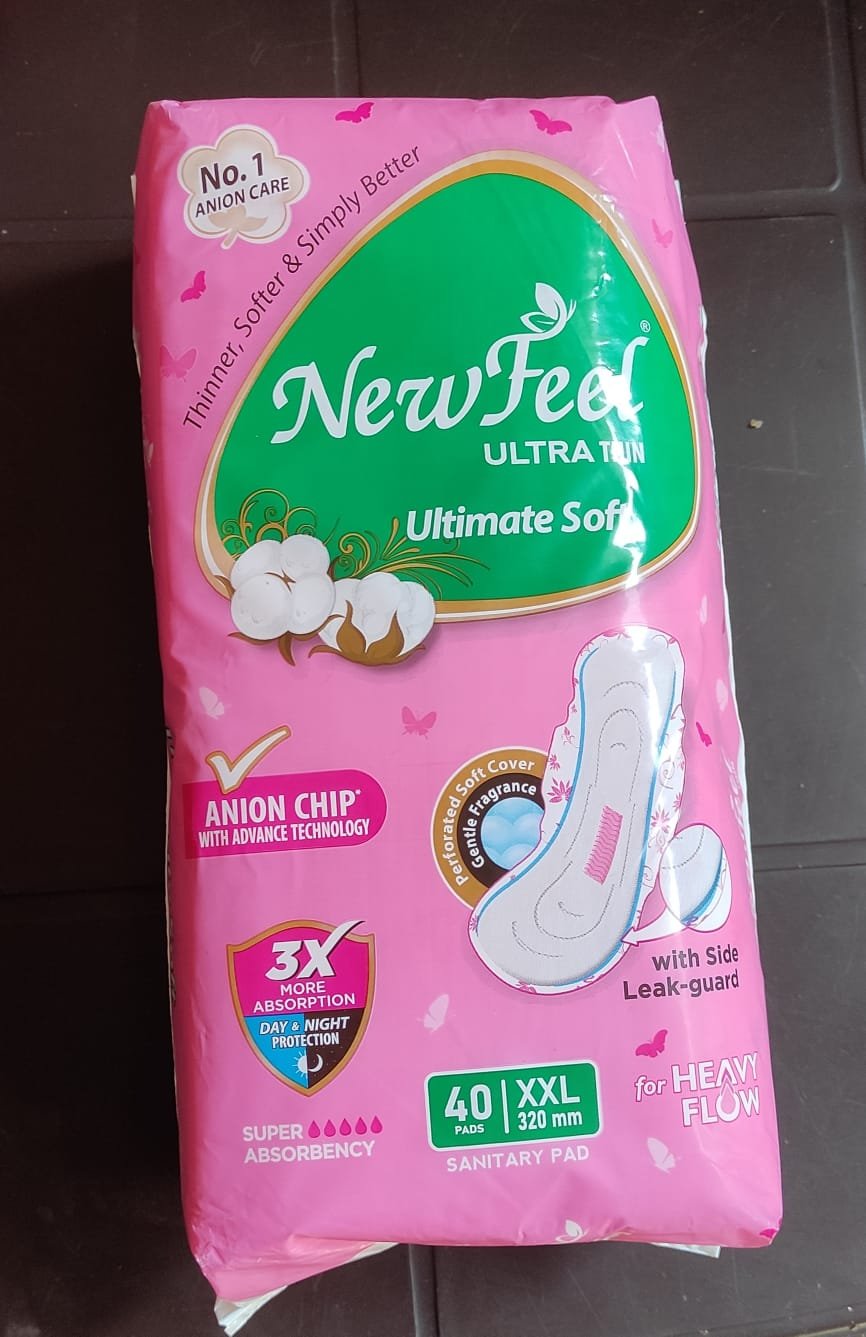 No. 1
ANION CARE
Thinner, Softer & Simply Better
NewFeel®
ULTRA THIN
Ultimate Soft
ANION CHIP*
WITH ADVANCE TECHNOLOGY
Perforated Soft Cover
Gentle Fragrance
with Side
Leak-guard
3X
MORE
ABSORPTION
DAY & NIGHT
PROTECTION
SUPER
ABSORBENCY
40
PADS
XXL
320 mm
SANITARY PAD
for HEAVY
FLOW